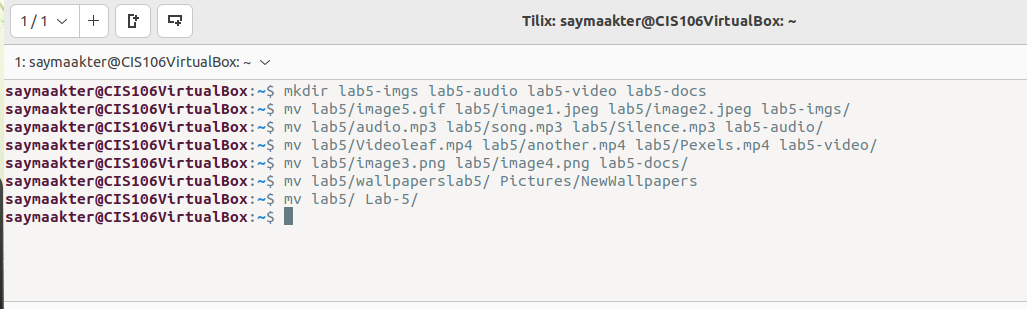 1 / 1
Tilix: saymaakter@CIS106VirtualBox: ~
1: saymaakter@CIS106VirtualBox: ~
saymaakter@CIS106VirtualBox:~$ mkdir lab5-imgs lab5-audio lab5-video lab5-docs
saymaakter@CIS106VirtualBox:~$ mv lab5/image5.gif lab5/image1.jpeg lab5/image2.jpeg lab5-imgs/
saymaakter@CIS106VirtualBox:~$ mv lab5/audio.mp3 lab5/song.mp3 lab5/Silence.mp3 lab5-audio/
saymaakter@CIS106VirtualBox:~$ mv lab5/Videoleaf.mp4 lab5/another.mp4 lab5/Pexels.mp4 lab5-video/
saymaakter@CIS106VirtualBox:~$ mv lab5/image3.png lab5/image4.png lab5-docs/
saymaakter@CIS106VirtualBox:~$ mv lab5/wallpaperslab5/ Pictures/NewWallpapers
saymaakter@CIS106VirtualBox:~$ mv lab5/ Lab-5/
saymaakter@CIS106VirtualBox:~$